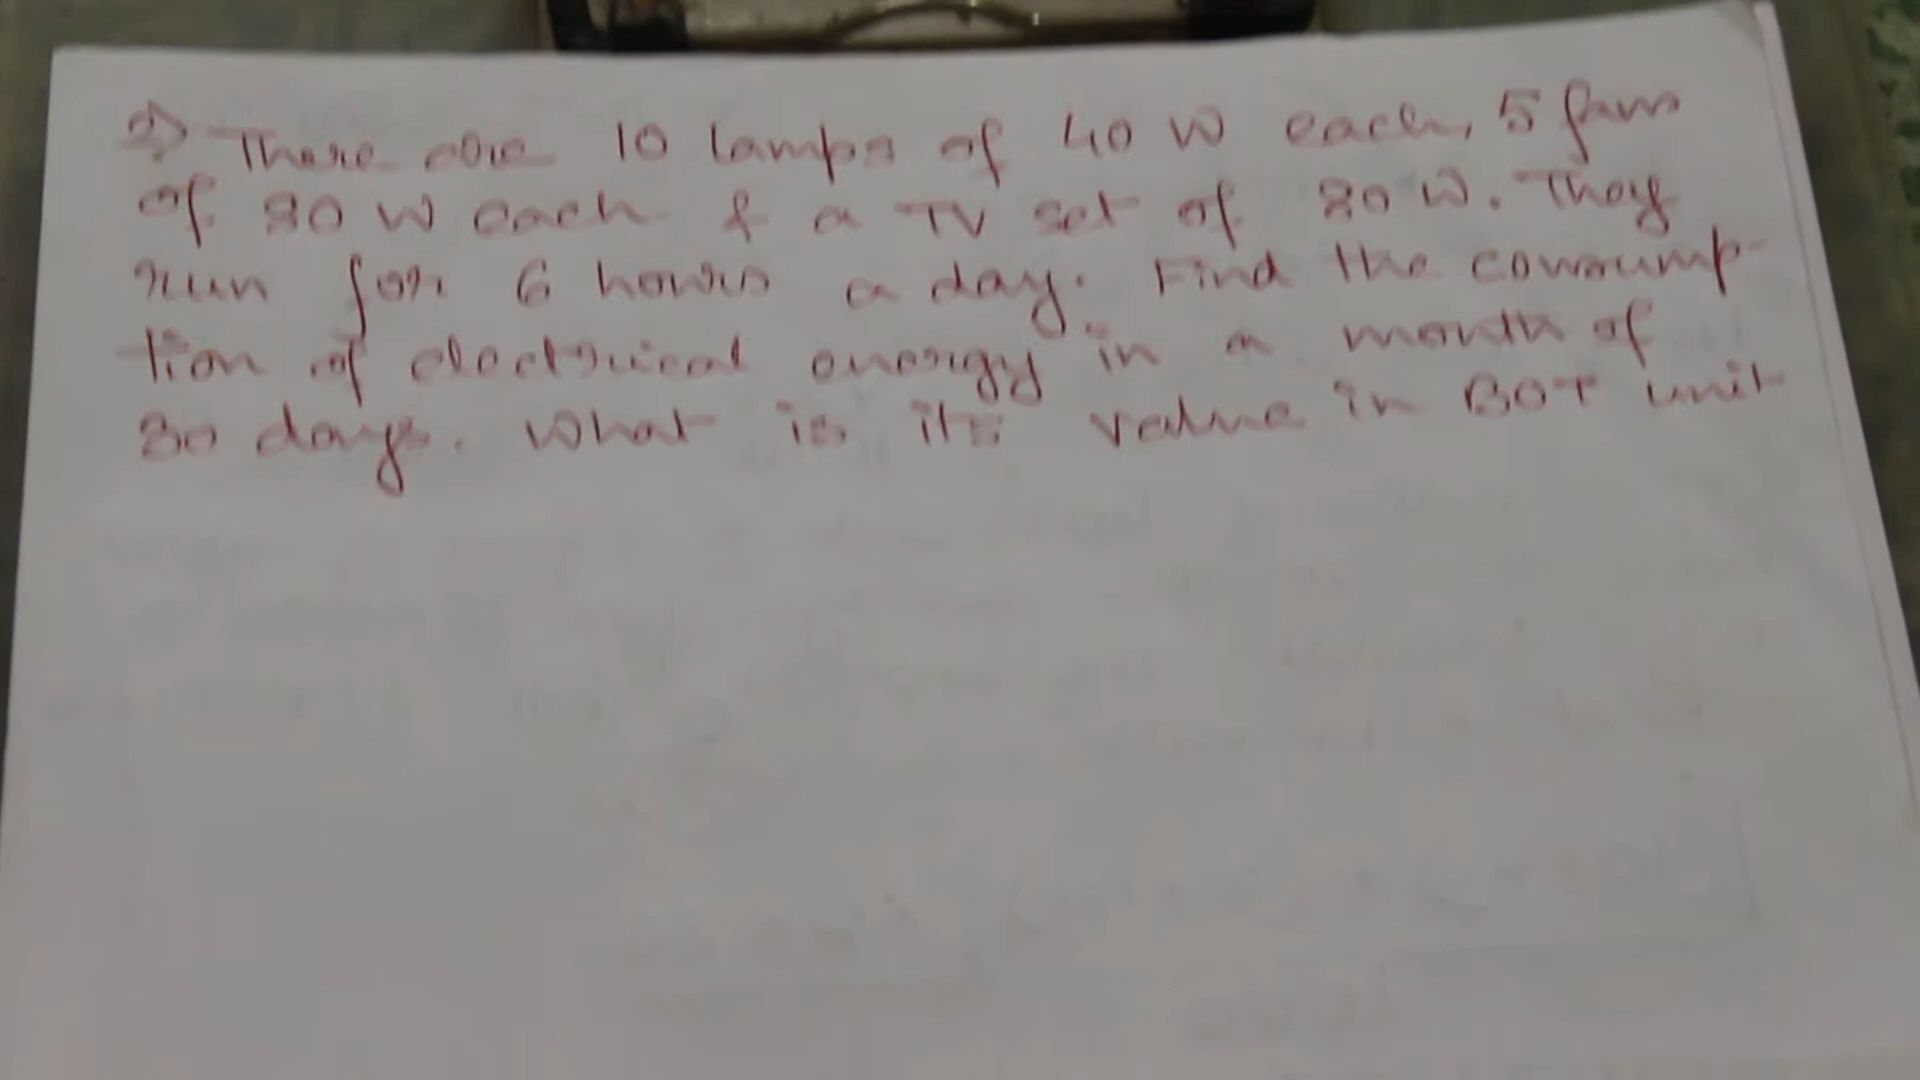 Q) There are 10 lamps of 40 W each, 5 fans
of 80 W each & a TV set of 80 W. They
run for 6 hours a day. Find the consump-
tion of electrical energy in a month of
30 days. What is its value in BOT unit